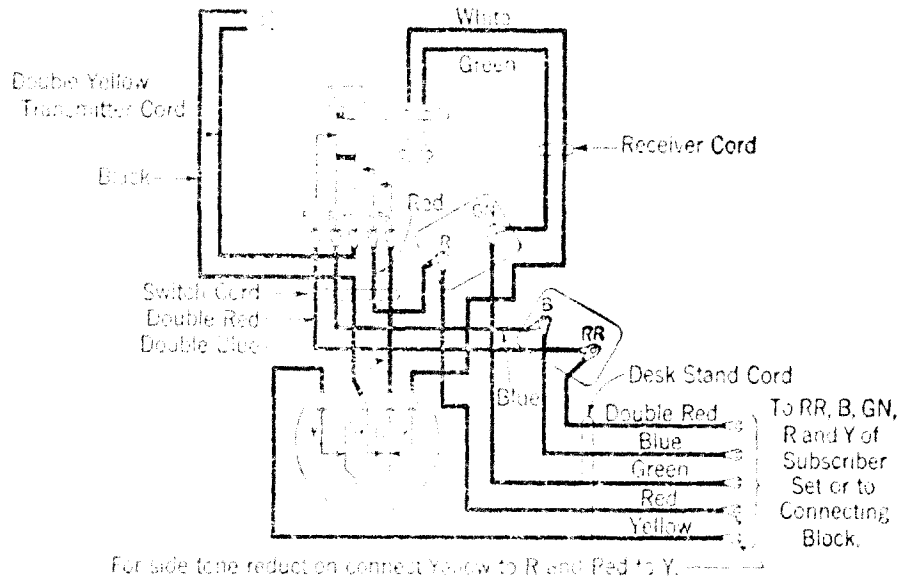 White
Green
Double Yellow
Transmitter Cord
Receiver Cord
Black
Red
GN
R
Switch Cord
Double Red
Double Blue
B
RR
Desk Stand Cord
Blue
Double Red
Blue
Green
Red
Yellow
To RR, B, GN,
R and Y of
Subscriber
Set or to
Connecting
Block.
For side tone reduction connect Yellow to R and Red to Y.